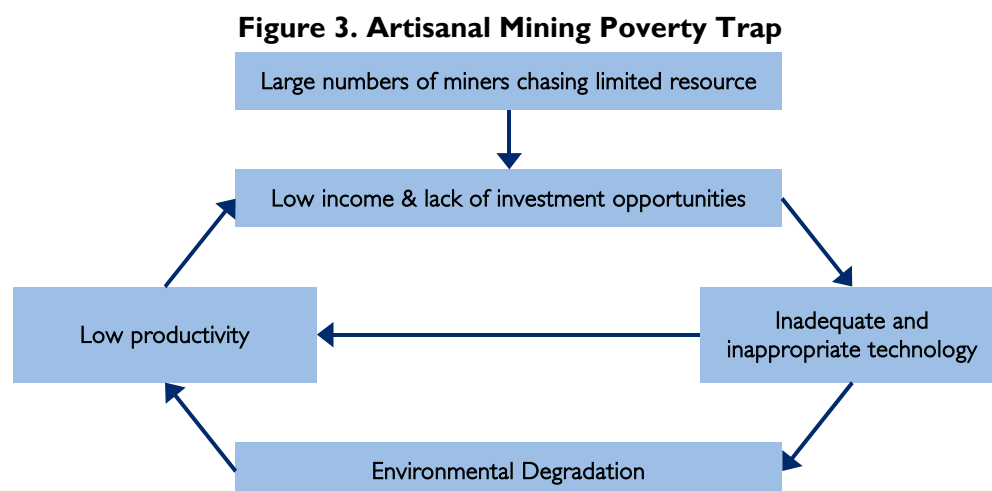 Figure 3. Artisanal Mining Poverty Trap
Large numbers of miners chasing limited resource
Low income & lack of investment opportunities
Low productivity
Inadequate and
inappropriate technology
Environmental Degradation